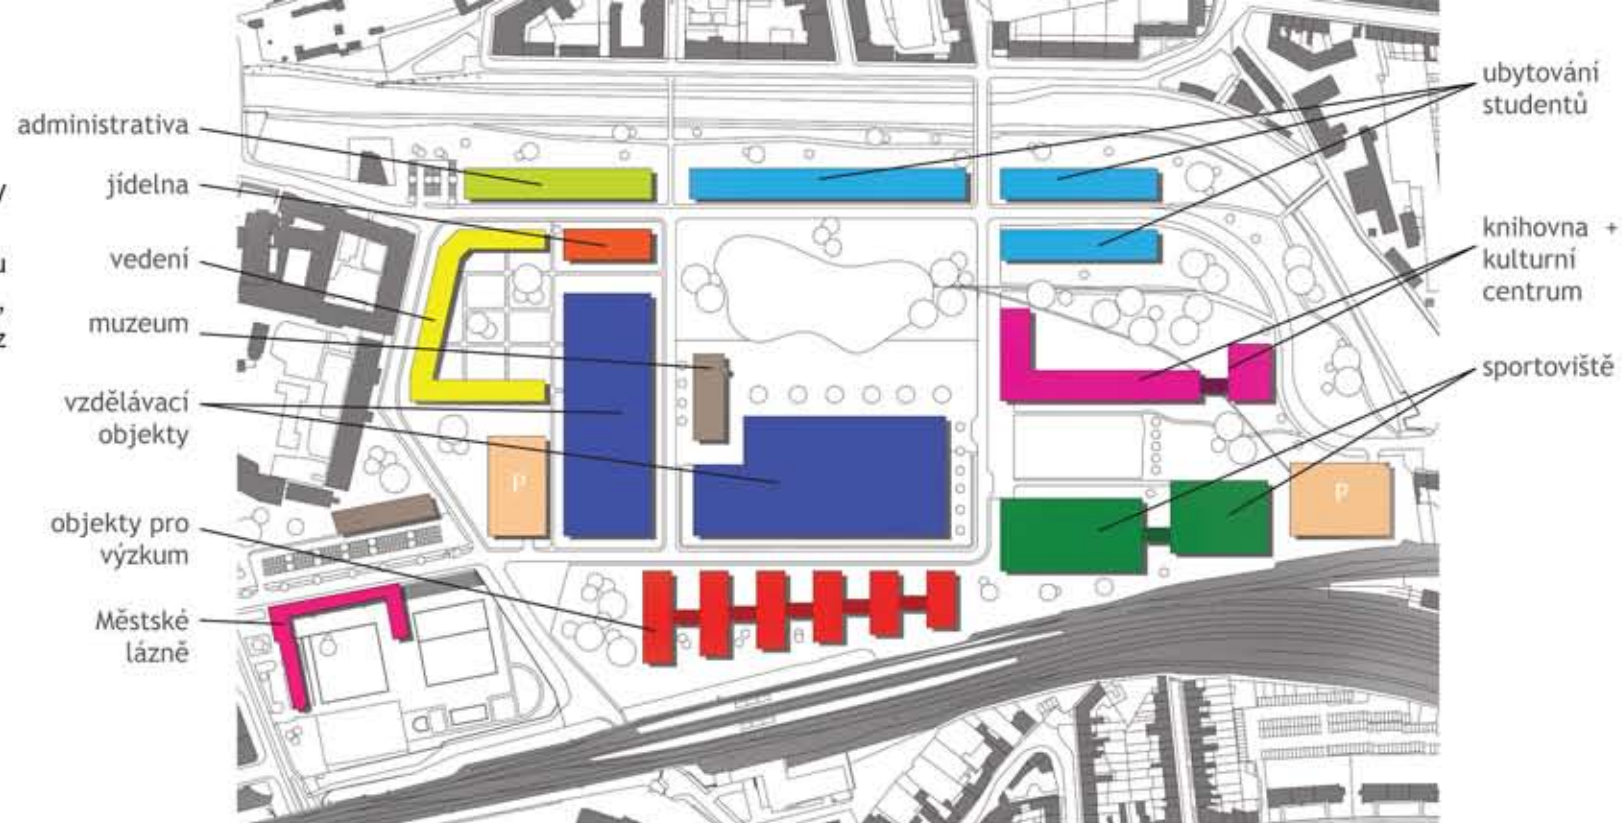 administrativa
jídelna
vedení
muzeum
vzdělávací
objekty
objekty pro
výzkum
Městské
lázně
P
P
ubytování
studentů
knihovna +
kulturní
centrum
sportoviště